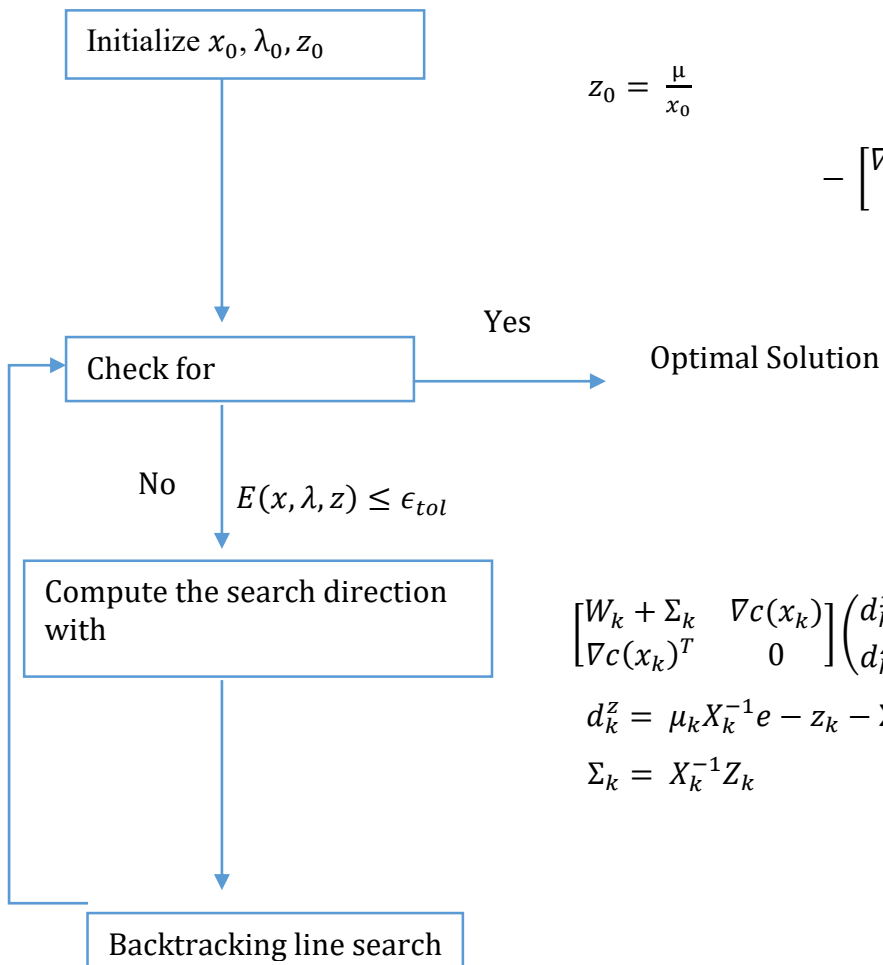 Initialize x₀, λ₀, z₀
z₀ = μ/x₀
− [∇
Yes
Check for
Optimal Solution
No
E(x, λ, z) ≤ ϵₜₒₗ
Compute the search direction
with
[W_k + Σ_k ∇c(x_k)
∇c(x_k)^T 0] (d
d
d_k^z = μ_k X_k^{-1} e − z_k −
Σ_k = X_k^{-1} Z_k
Backtracking line search